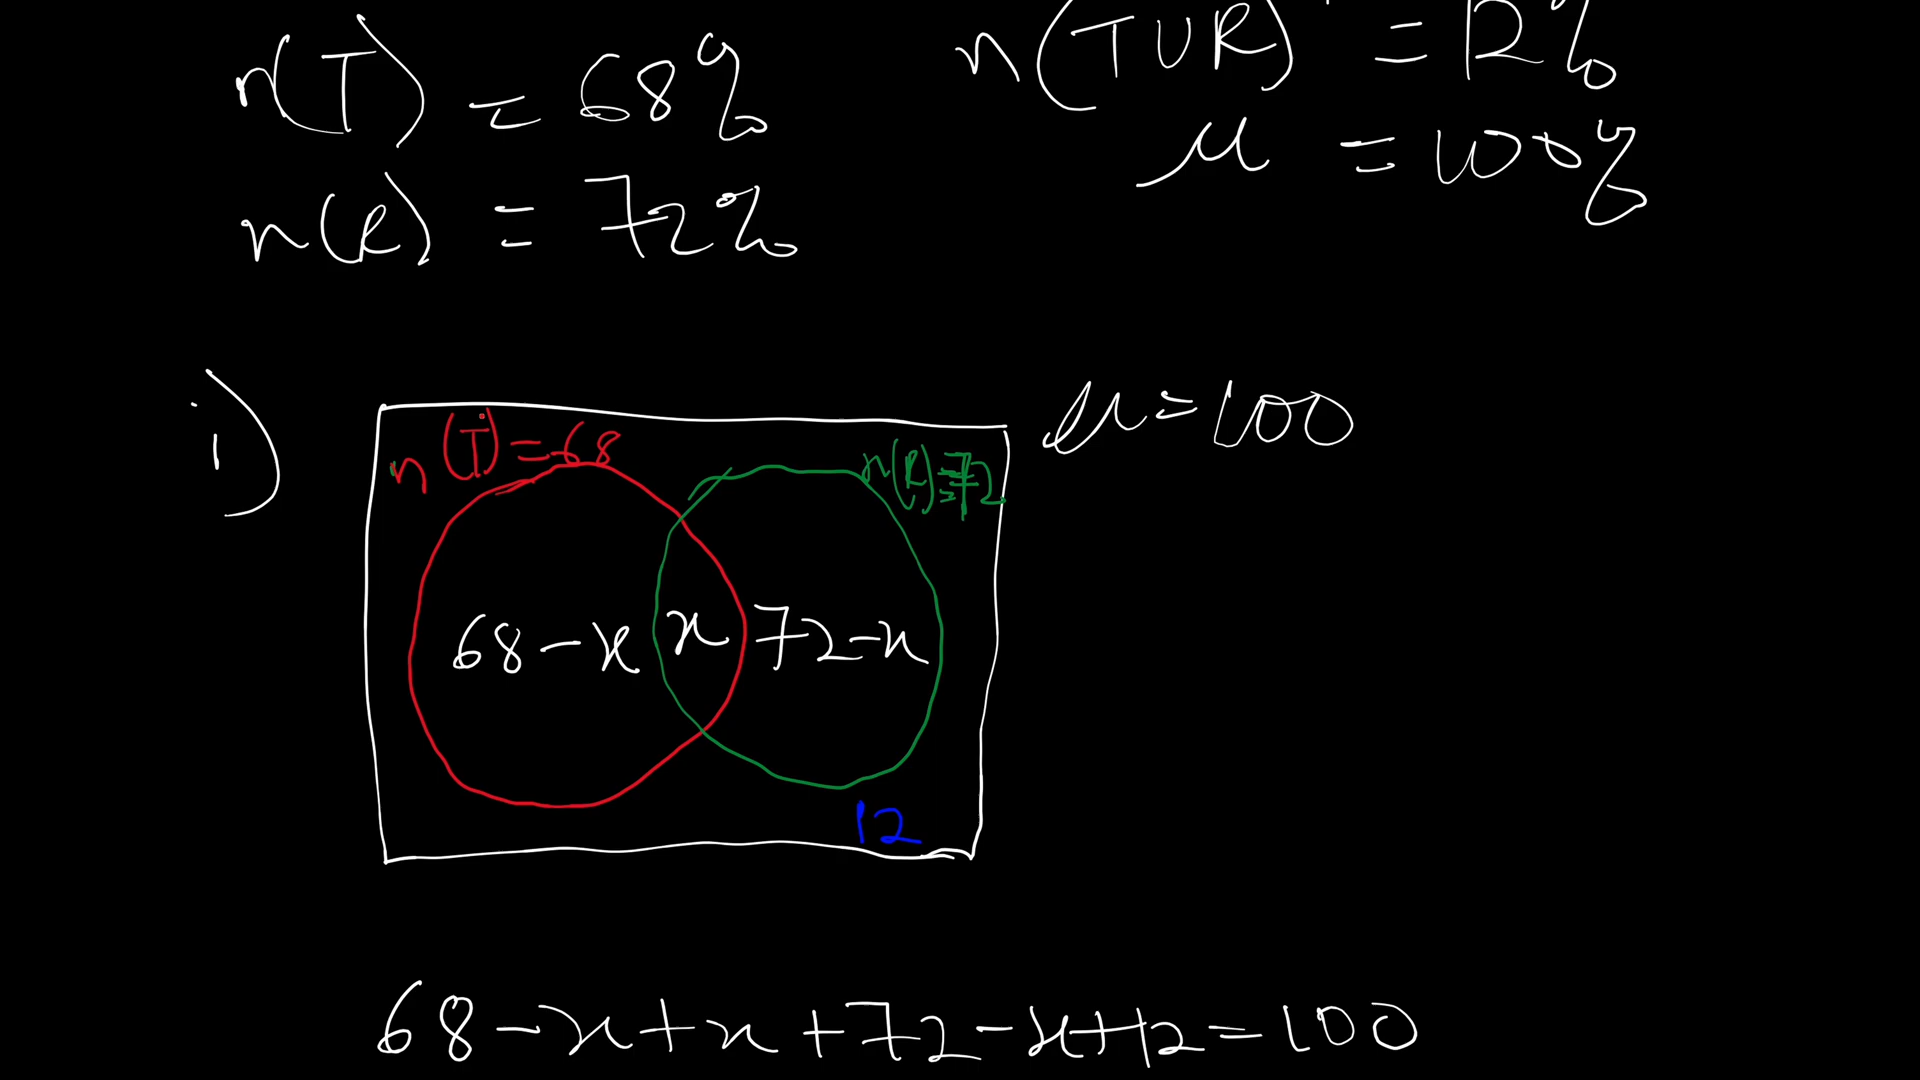 n(T) = 68%
n(TUR)' = 12%
μ = 100%
n(R) = 72%
i)
μ = 100
n(T) = 68
n(R) = 72
68 - x
x
72 - x
12
68 - x + x + 72 - x + 12 = 100